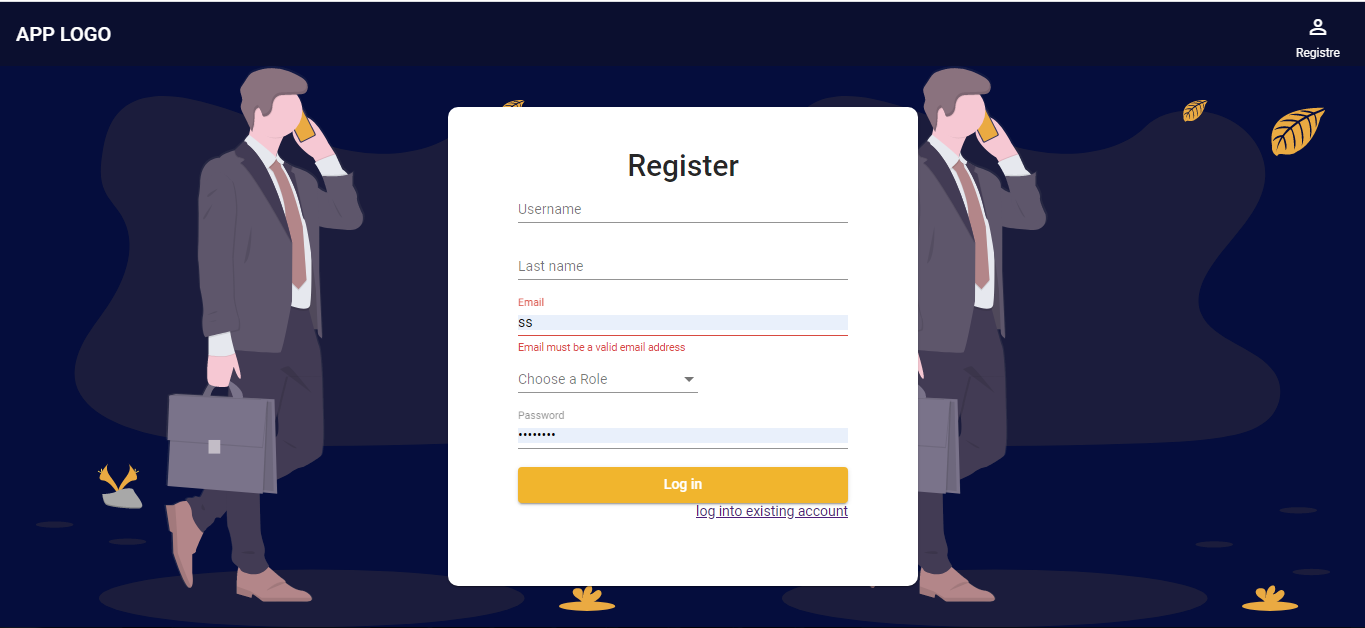 APP LOGO
Registre
Register
Username
Last name
Email
ss
Email must be a valid email address
Choose a Role
Password
••••••••
Log in
log into existing account